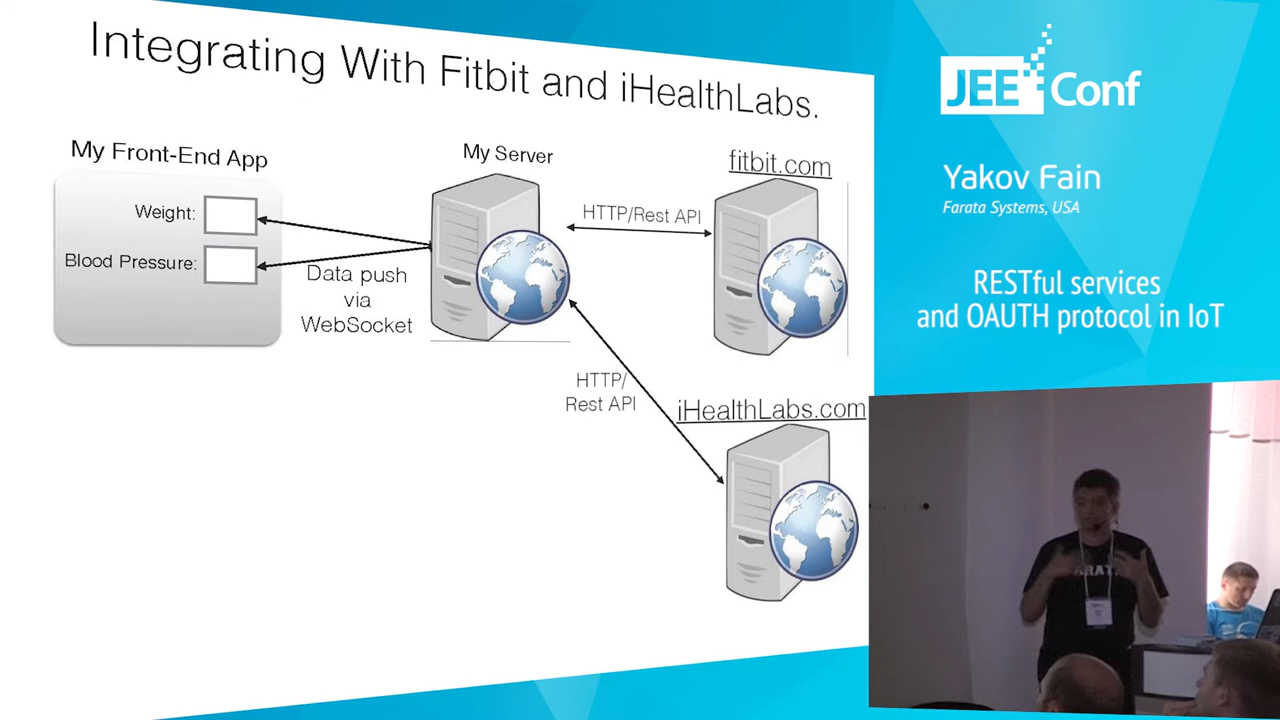 Integrating With Fitbit and iHealthLabs.
My Front-End App
Weight:
Blood Pressure:
Data push
via
WebSocket
My Server
HTTP/Rest API
fitbit.com
HTTP/
Rest API
iHealthLabs.com
JEE Conf
Yakov Fain
Farata Systems, USA
RESTful services
and OAUTH protocol in IoT